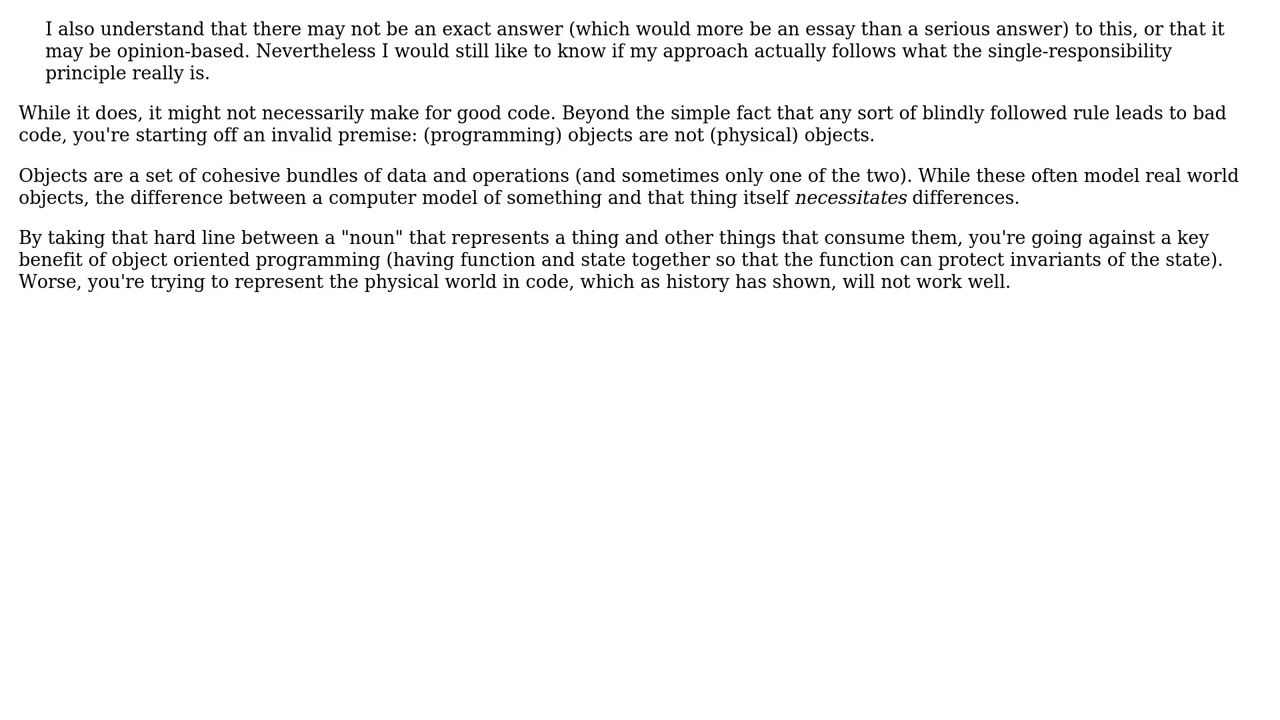 I also understand that there may not be an exact answer (which would more be an essay than a serious answer) to this, or that it
may be opinion-based. Nevertheless I would still like to know if my approach actually follows what the single-responsibility
principle really is.
While it does, it might not necessarily make for good code. Beyond the simple fact that any sort of blindly followed rule leads to bad
code, you're starting off an invalid premise: (programming) objects are not (physical) objects.
Objects are a set of cohesive bundles of data and operations (and sometimes only one of the two). While these often model real world
objects, the difference between a computer model of something and that thing itself necessitates differences.
By taking that hard line between a "noun" that represents a thing and other things that consume them, you're going against a key
benefit of object oriented programming (having function and state together so that the function can protect invariants of the state).
Worse, you're trying to represent the physical world in code, which as history has shown, will not work well.